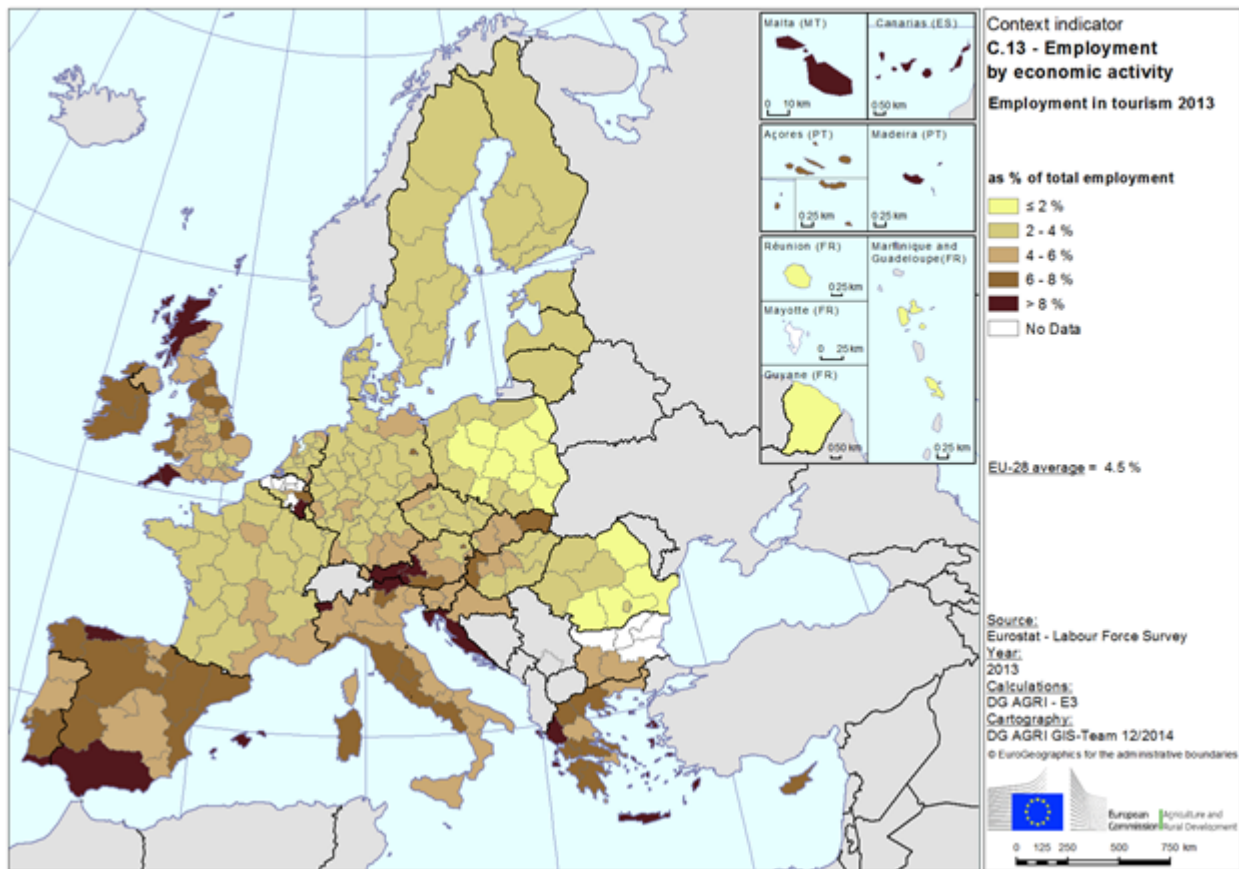 Malta (MT)
0 10 km
Canarias (ES)
0 50 km
Açores (PT)
0 25 km
Madeira (PT)
0 25 km
Réunion (FR)
0 25 km
Martinique and
Guadeloupe(FR)
0 25 km
Mayotte (FR)
0 25 km
Guyane (FR)
0 50 km
Context indicator
C.13 - Employment
by economic activity
Employment in tourism 2013
as % of total employment
≤ 2 %
2 - 4 %
4 - 6 %
6 - 8 %
> 8 %
No Data
EU-28 average = 4.5 %
Source:
Eurostat - Labour Force Survey
Year:
2013
Calculations:
DG AGRI - E3
Cartography:
DG AGRI GIS-Team 12/2014
© EuroGeographics for the administrative boundaries
European
Commission
Agriculture and
Rural Development
0 125 250 500 750 km